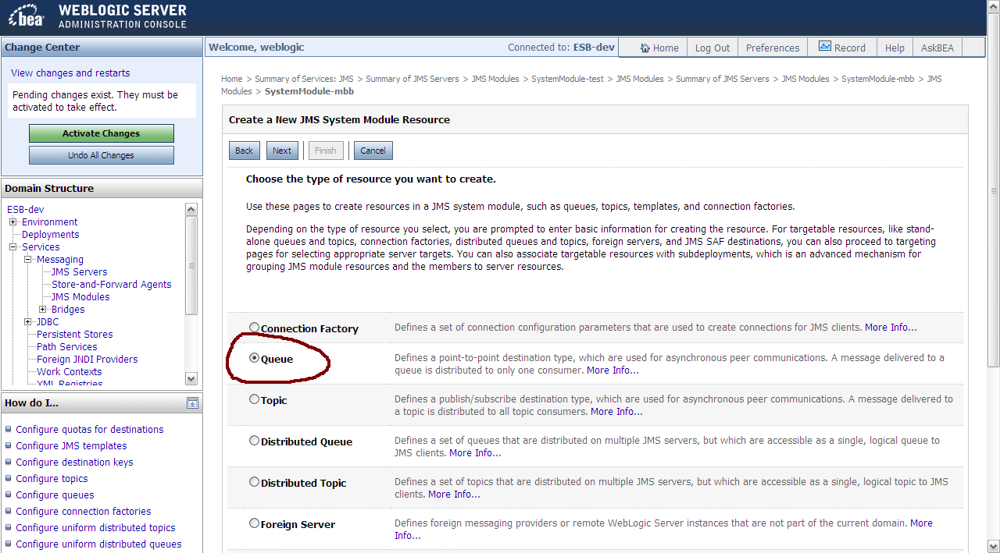 bea
WEBLOGIC SERVER
ADMINISTRATION CONSOLE
Change Center
View changes and restarts
Pending changes exist. They must be
activated to take effect.
Activate Changes
Undo All Changes
Domain Structure
ESB-dev
Environment
Deployments
Services
Messaging
JMS Servers
Store-and-Forward Agents
JMS Modules
Bridges
JDBC
Persistent Stores
Path Services
Foreign JNDI Providers
Work Contexts
XML Registries
How do I...
Configure quotas for destinations
Configure JMS templates
Configure destination keys
Configure topics
Configure queues
Configure connection factories
Configure uniform distributed topics
Configure uniform distributed queues
Welcome, weblogic
Connected to: ESB-dev
Home
Log Out
Preferences
Record
Help
AskBEA
Home > Summary of Services: JMS > Summary of JMS Servers > JMS Modules > SystemModule-test > JMS Modules > Summary of JMS Servers > JMS Modules > SystemModule-mbb > JMS
Modules > SystemModule-mbb
Create a New JMS System Module Resource
Back Next Finish Cancel
Choose the type of resource you want to create.
Use these pages to create resources in a JMS system module, such as queues, topics, templates, and connection factories.
Depending on the type of resource you select, you are prompted to enter basic information for creating the resource. For targetable resources, like stand-
alone queues and topics, connection factories, distributed queues and topics, foreign servers, and JMS SAF destinations, you can also proceed to targeting
pages for selecting appropriate server targets. You can also associate targetable resources with subdeployments, which is an advanced mechanism for
grouping JMS module resources and the members to server resources.
Connection Factory
Defines a set of connection configuration parameters that are used to create connections for JMS clients. More Info...
Queue
Defines a point-to-point destination type, which are used for asynchronous peer communications. A message delivered to a
queue is distributed to only one consumer. More Info...
Topic
Defines a publish/subscribe destination type, which are used for asynchronous peer communications. A message delivered to
a topic is distributed to all topic consumers. More Info...
Distributed Queue
Defines a set of queues that are distributed on multiple JMS servers, but which are accessible as a single, logical queue to
JMS clients. More Info...
Distributed Topic
Defines a set of topics that are distributed on multiple JMS servers, but which are accessible as a single, logical topic to JMS
clients. More Info...
Foreign Server
Defines foreign messaging providers or remote WebLogic Server instances that are not part of the current domain. More
Info...